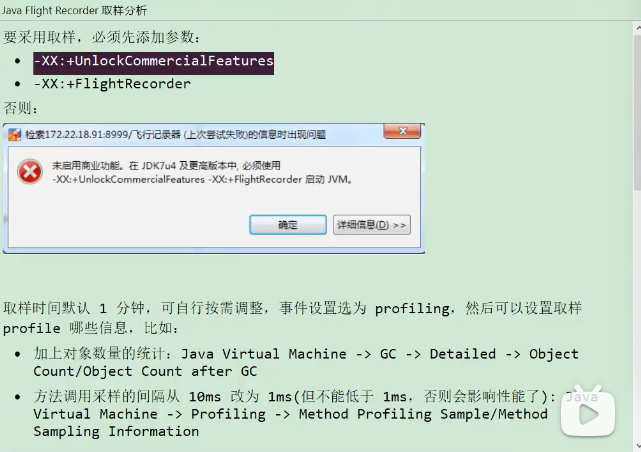 Java Flight Recorder 取样分析
要采用取样，必须先添加参数：
• -XX:+UnlockCommercialFeatures
• -XX:+FlightRecorder
否则：
检索172.22.18.91:8999/飞行记录器 (上次尝试失败)的信息时出现问题
未启用商业功能。在 JDK7u4 及更高版本中, 必须使用
-XX:+UnlockCommercialFeatures -XX:+FlightRecorder 启动 JVM。
确定
详细信息(D) >>
取样时间默认 1 分钟，可自行按需调整，事件设置选为 profiling，然后可以设置取样
profile 哪些信息，比如：
• 加上对象数量的统计：Java Virtual Machine -> GC -> Detailed -> Object
Count/Object Count after GC
• 方法调用采样的间隔从 10ms 改为 1ms(但不能低于 1ms，否则会影响性能了)：Java
Virtual Machine -> Profiling -> Method Profiling Sample/Method
Sampling Information